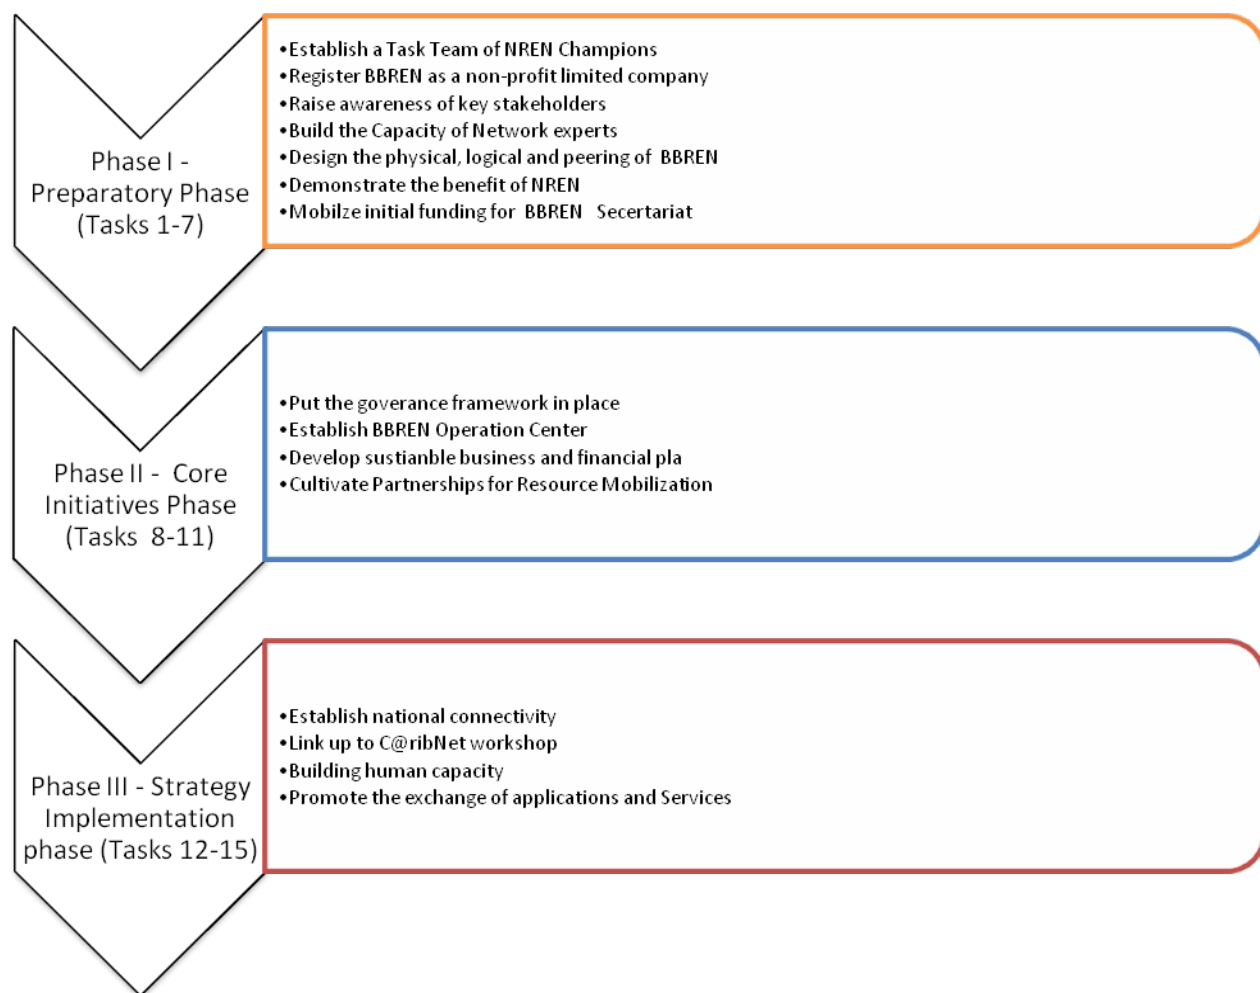 Phase I -
Preparatory Phase
(Tasks 1-7)
•Establish a Task Team of NREN Champions
•Register BBREN as a non-profit limited company
•Raise awareness of key stakeholders
•Build the Capacity of Network experts
•Design the physical, logical and peering of BBREN
•Demonstrate the benefit of NREN
•Mobilze initial funding for BBREN Secertariat
Phase II - Core
Initiatives Phase
(Tasks 8-11)
•Put the goverance framework in place
•Establish BBREN Operation Center
•Develop sustianble business and financial pla
•Cultivate Partnerships for Resource Mobilization
Phase III - Strategy
Implementation
phase (Tasks 12-15)
•Establish national connectivity
•Link up to C@ribNet workshop
•Building human capacity
•Promote the exchange of applications and Services